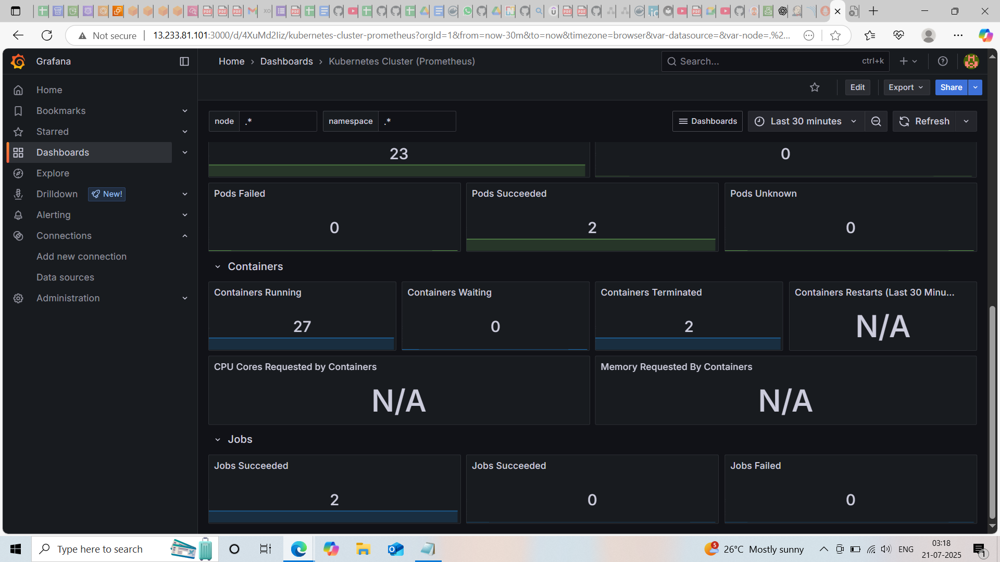 Not secure
13.233.81.101:3000/d/4XuMd2Iiz/kubernetes-cluster-prometheus?orgId=1&from=now-30m&to=now&timezone=browser&var-datasource=&var-node=.%2...
Grafana
Home › Dashboards › Kubernetes Cluster (Prometheus)
Search...
ctrl+k
Edit
Export
Share
Home
Bookmarks
Starred
Dashboards
Explore
Drilldown
New!
Alerting
Connections
Add new connection
Data sources
Administration
node .*
namespace .*
Dashboards
Last 30 minutes
Refresh
23
0
Pods Failed
0
Pods Succeeded
2
Pods Unknown
0
Containers
Containers Running
27
Containers Waiting
0
Containers Terminated
2
Containers Restarts (Last 30 Minu...
N/A
CPU Cores Requested by Containers
N/A
Memory Requested By Containers
N/A
Jobs
Jobs Succeeded
2
Jobs Succeeded
0
Jobs Failed
0
Type here to search
5
26°C Mostly sunny
ENG
03:18
21-07-2025
1